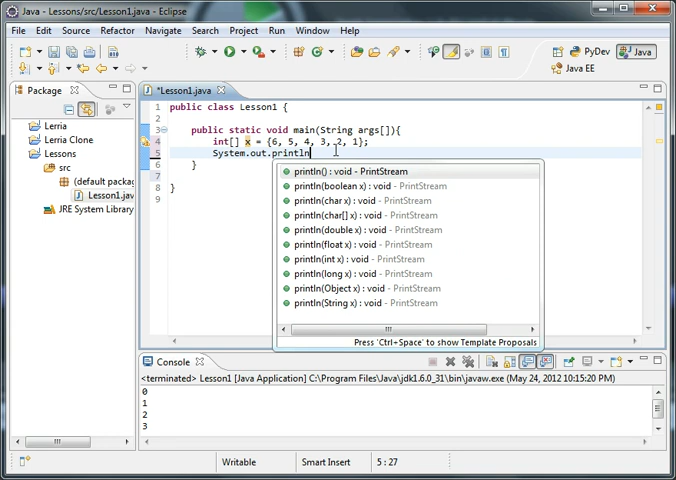 Java - Lessons/src/Lesson1.java - Eclipse
File Edit Source Refactor Navigate Search Project Run Window Help
PyDev Java
Java EE
Package
Lerria
Lerria Clone
Lessons
src
(default packag
Lesson1.java
JRE System Library
*Lesson1.java
1 public class Lesson1 {
2
3 public static void main(String args[]){
4 int[] x = {6, 5, 4, 3, 2, 1};
5 System.out.println
6 }
7
8 }
9
println() : void - PrintStream
println(boolean x) : void - PrintStream
println(char x) : void - PrintStream
println(char[] x) : void - PrintStream
println(double x) : void - PrintStream
println(float x) : void - PrintStream
println(int x) : void - PrintStream
println(long x) : void - PrintStream
println(Object x) : void - PrintStream
println(String x) : void - PrintStream
Press 'Ctrl+Space' to show Template Proposals
Console
<terminated> Lesson1 [Java Application] C:\Program Files\Java\jdk1.6.0_31\bin\javaw.exe (May 24, 2012 10:15:20 PM)
0
1
2
3
Writable Smart Insert 5 : 27